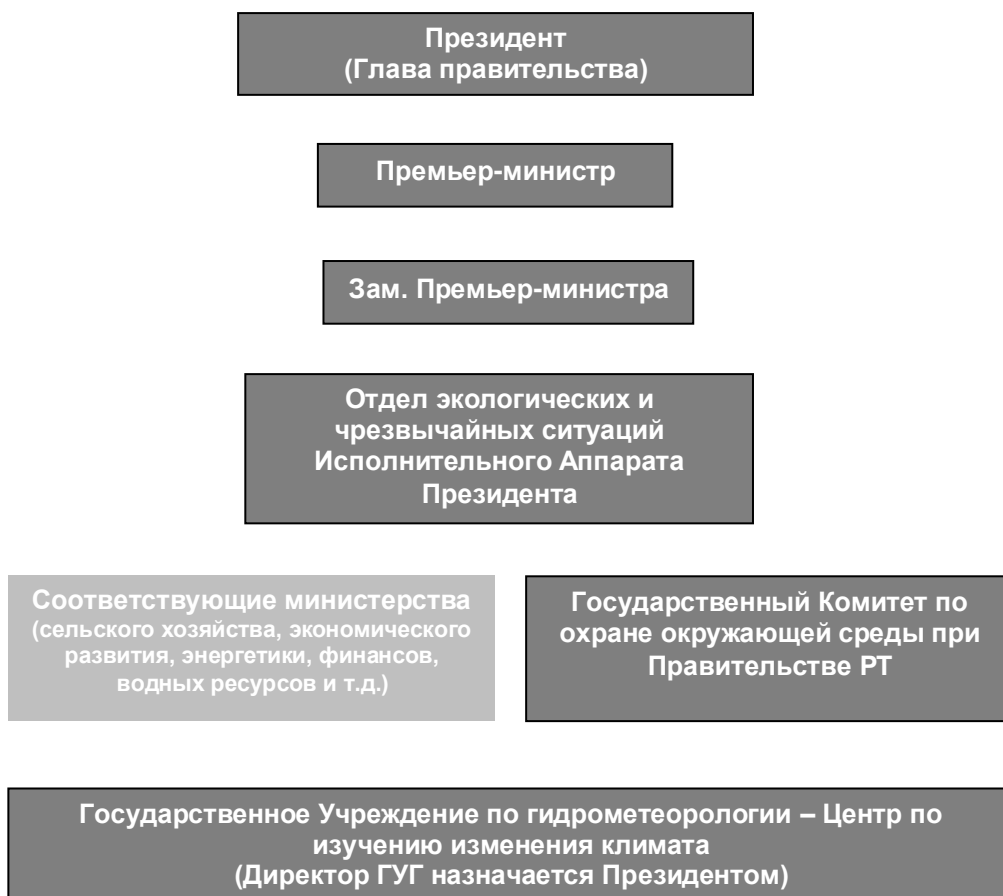 Президент
(Глава правительства)
Премьер-министр
Зам. Премьер-министра
Отдел экологических и
чрезвычайных ситуаций
Исполнительного Аппарата
Президента
Соответствующие министерства
(сельского хозяйства, экономического
развития, энергетики, финансов,
водных ресурсов и т.д.)
Государственный Комитет по
охране окружающей среды при
Правительстве РТ
Государственное Учреждение по гидрометеорологии – Центр по
изучению изменения климата
(Директор ГУГ назначается Президентом)